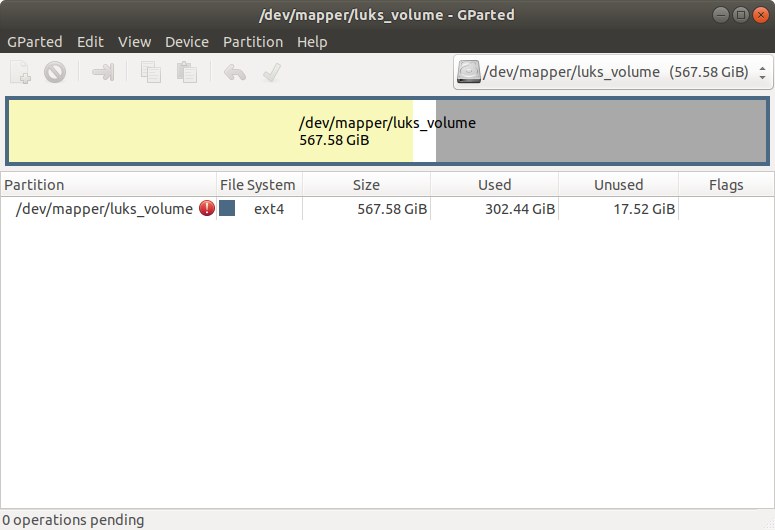 /dev/mapper/luks_volume - GParted
GParted Edit View Device Partition Help
/dev/mapper/luks_volume (567.58 GiB)
/dev/mapper/luks_volume
567.58 GiB
Partition File System Size Used Unused Flags
/dev/mapper/luks_volume ext4 567.58 GiB 302.44 GiB 17.52 GiB
0 operations pending